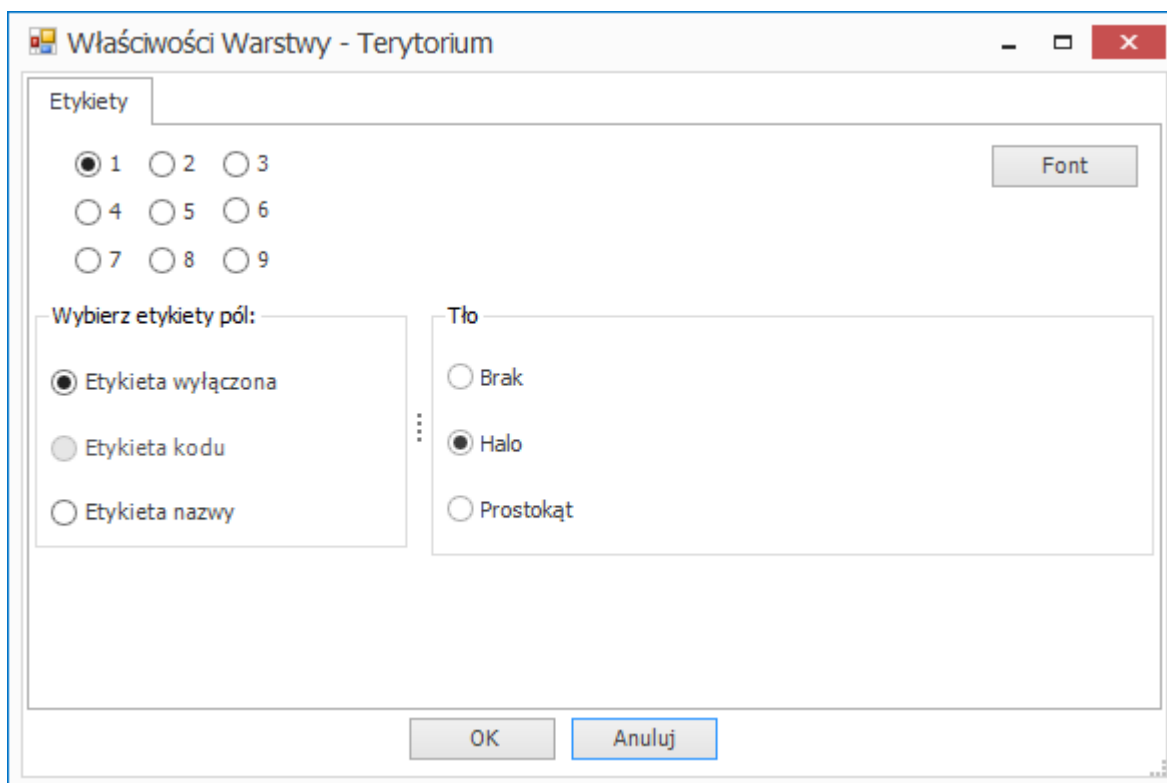 Właściwości Warstwy - Terytorium
Etykiety
1 2 3
Font
4 5 6
7 8 9
Wybierz etykiety pól:
Tło
Etykieta wyłączona
Brak
Etykieta kodu
Halo
Etykieta nazwy
Prostokąt
OK Anuluj